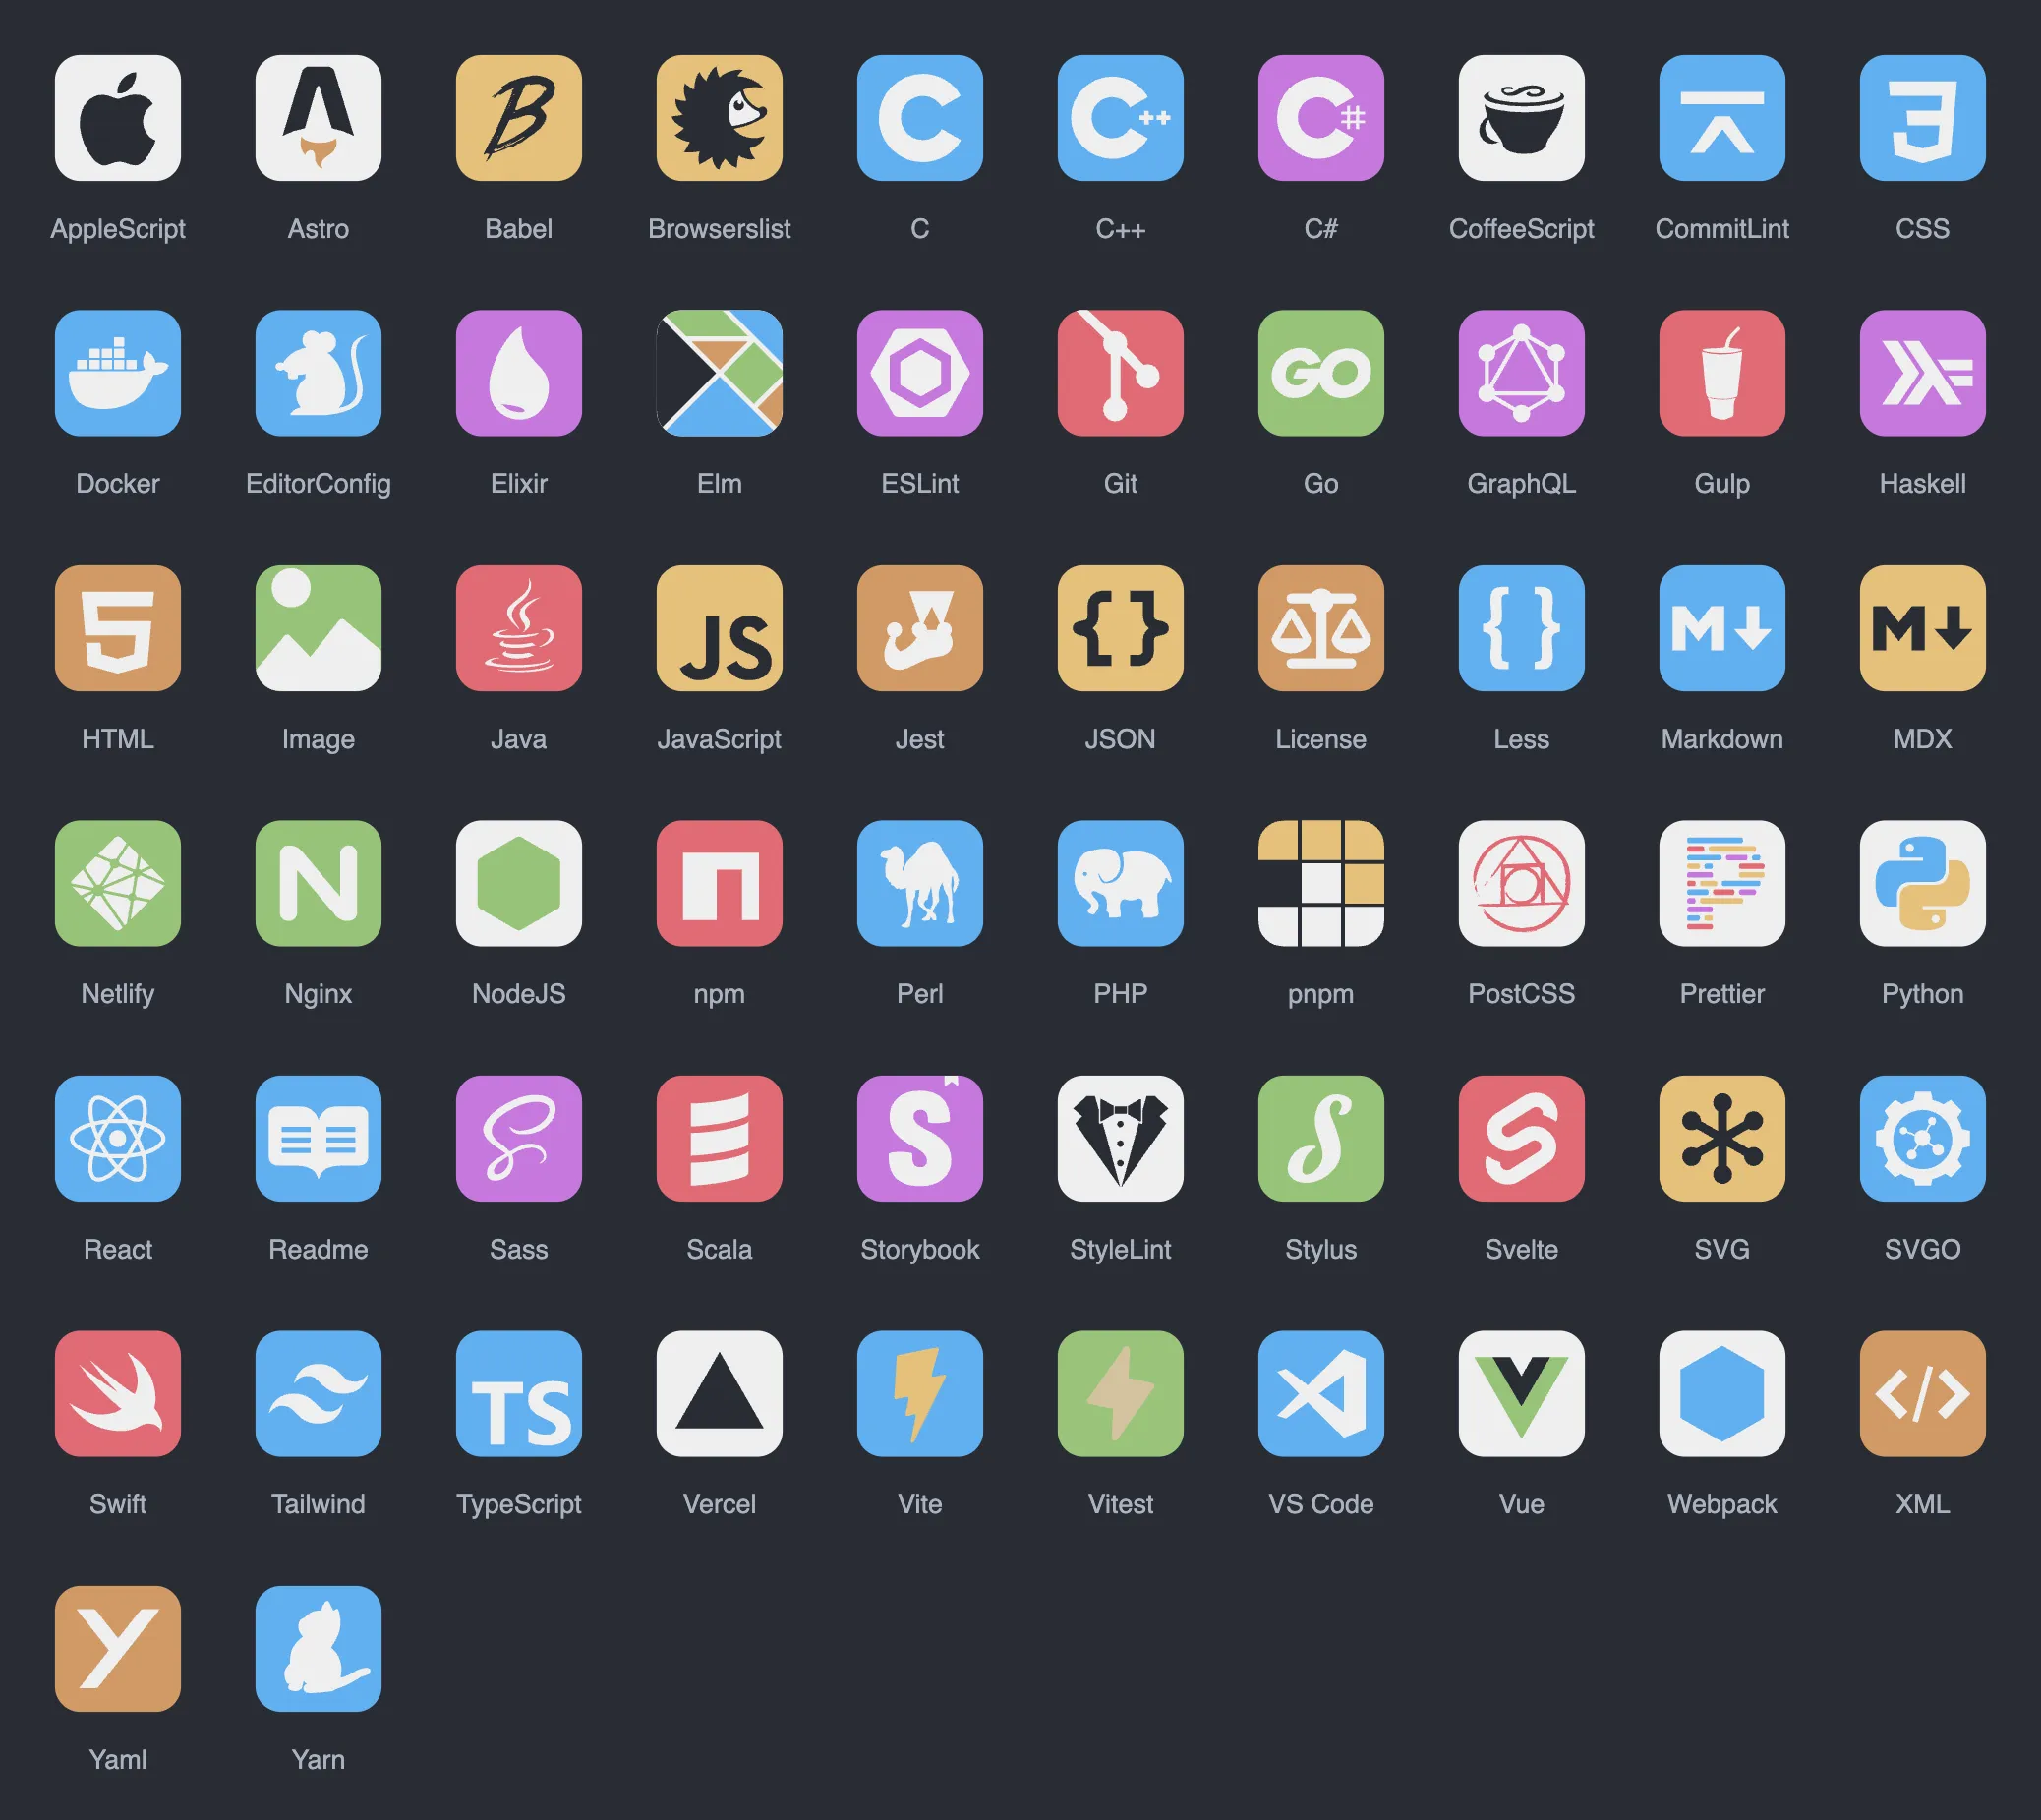 AppleScript Astro Babel Browserslist C C++ C# CoffeeScript CommitLint CSS
Docker EditorConfig Elixir Elm ESLint Git Go GraphQL Gulp Haskell
HTML Image Java JavaScript Jest JSON License Less Markdown MDX
Netlify Nginx NodeJS npm Perl PHP pnpm PostCSS Prettier Python
React Readme Sass Scala Storybook StyleLint Stylus Svelte SVG SVGO
Swift Tailwind TypeScript Vercel Vite Vitest VS Code Vue Webpack XML
Yaml Yarn